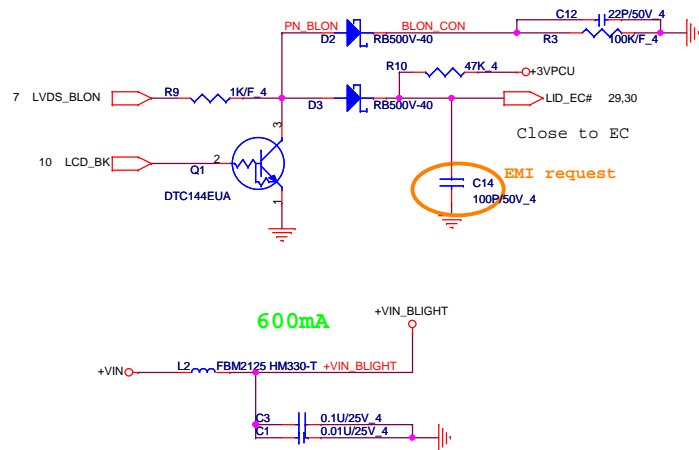 C12 22P/50V_4
PN_BLON BLON_CON
D2 RB500V-40 R3 100K/F_4
R10 47K_4 +3VPCU
7 LVDS_BLON R9 1K/F_4 D3 RB500V-40 LID_EC# 29,30
3 Close to EC
10 LCD_BK 2
Q1 EMI request
C14
DTC144EUA 1 100P/50V_4
+VIN_BLIGHT
600mA
+VIN L2 FBM2125 HM330-T +VIN_BLIGHT
C3 0.1U/25V_4
C1 0.01U/25V_4